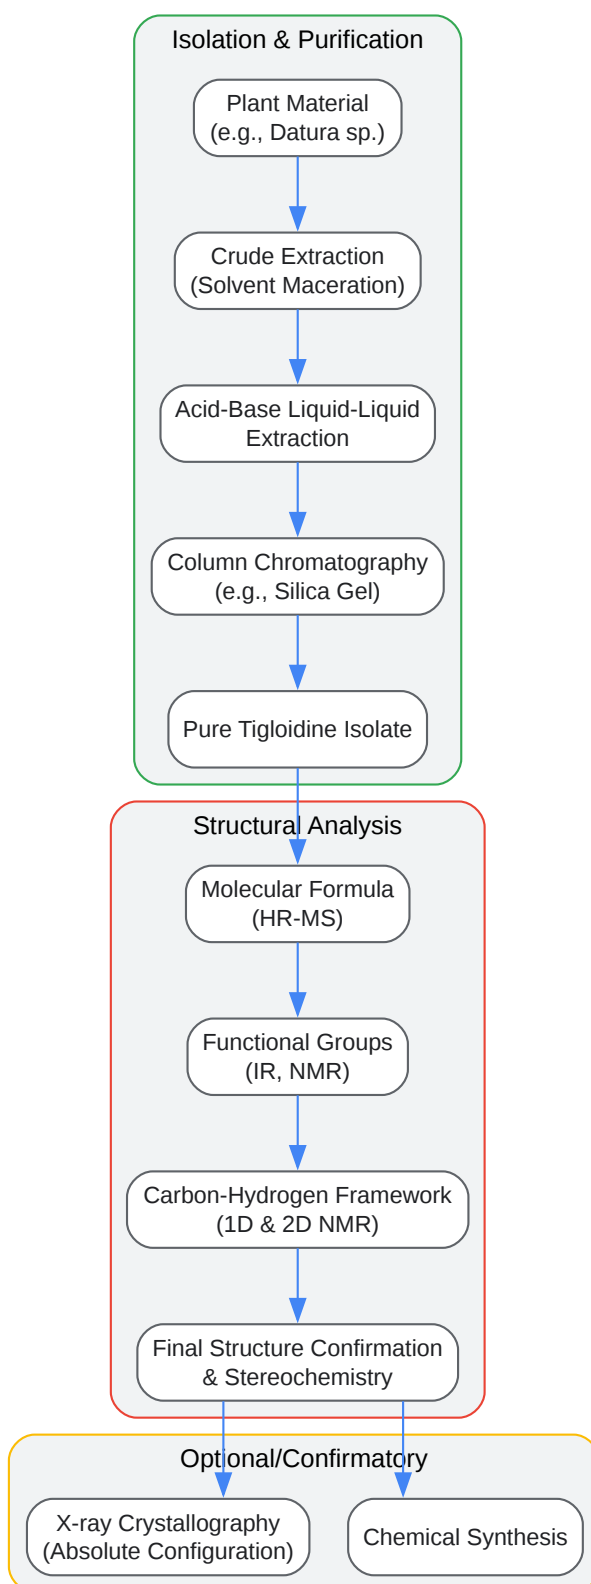 Isolation & Purification
Plant Material
(e.g., Datura sp.)
Crude Extraction
(Solvent Maceration)
Acid-Base Liquid-Liquid
Extraction
Column Chromatography
(e.g., Silica Gel)
Pure Tigloidine Isolate
Structural Analysis
Molecular Formula
(HR-MS)
Functional Groups
(IR, NMR)
Carbon-Hydrogen Framework
(1D & 2D NMR)
Final Structure Confirmation
& Stereochemistry
Optional/Confirmatory
X-ray Crystallography
(Absolute Configuration)
Chemical Synthesis